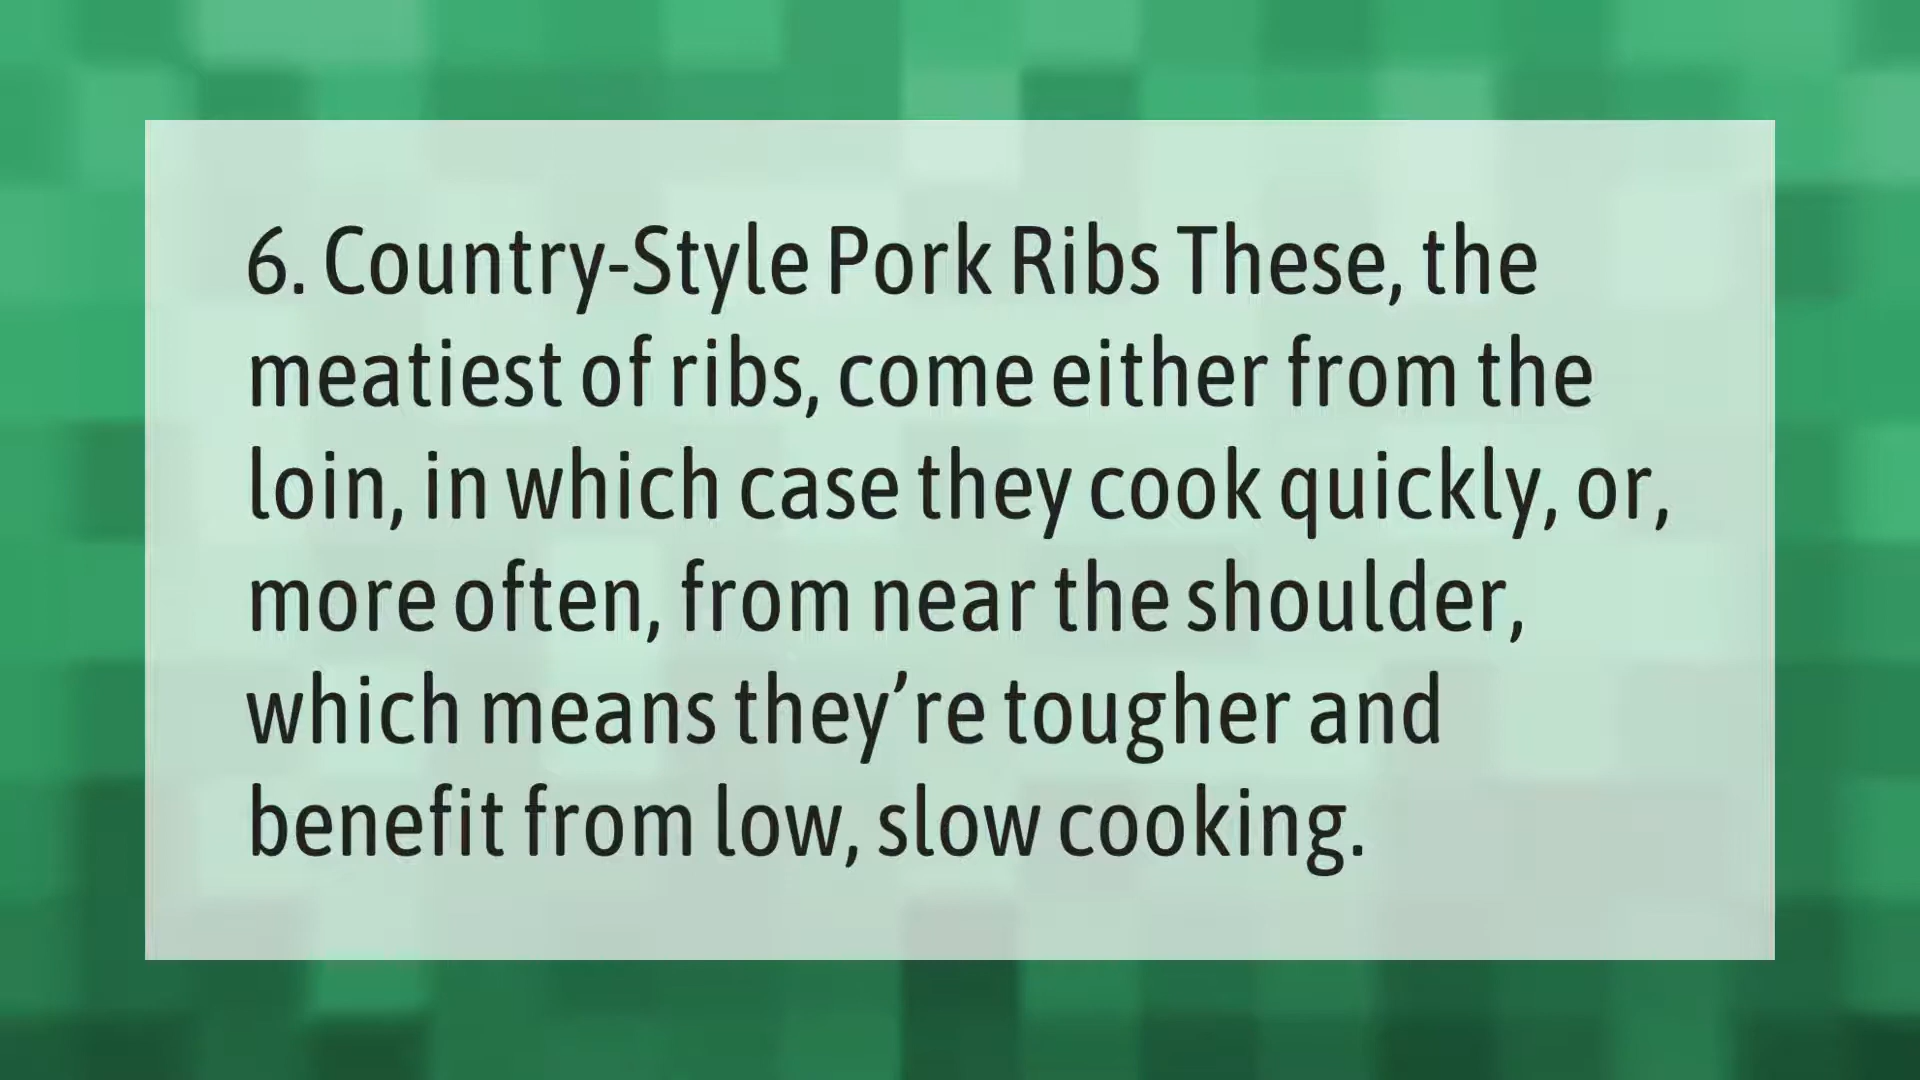 6. Country-Style Pork Ribs These, the
meatiest of ribs, come either from the
loin, in which case they cook quickly, or,
more often, from near the shoulder,
which means they’re tougher and
benefit from low, slow cooking.